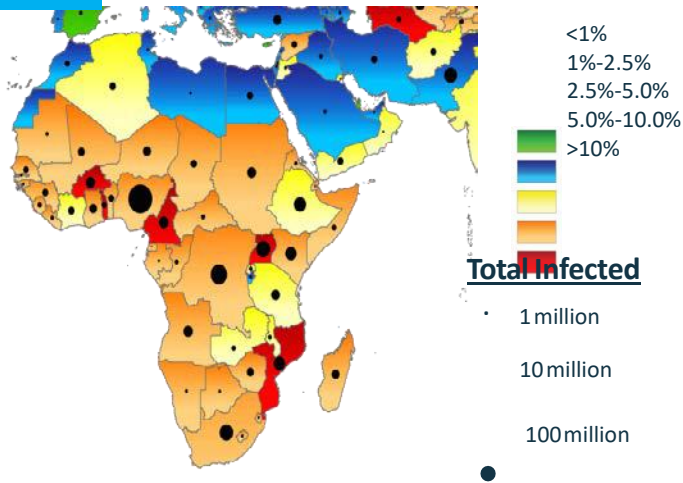 <1%
1%-2.5%
2.5%-5.0%
5.0%-10.0%
>10%
Total Infected
1 million
10 million
100 million